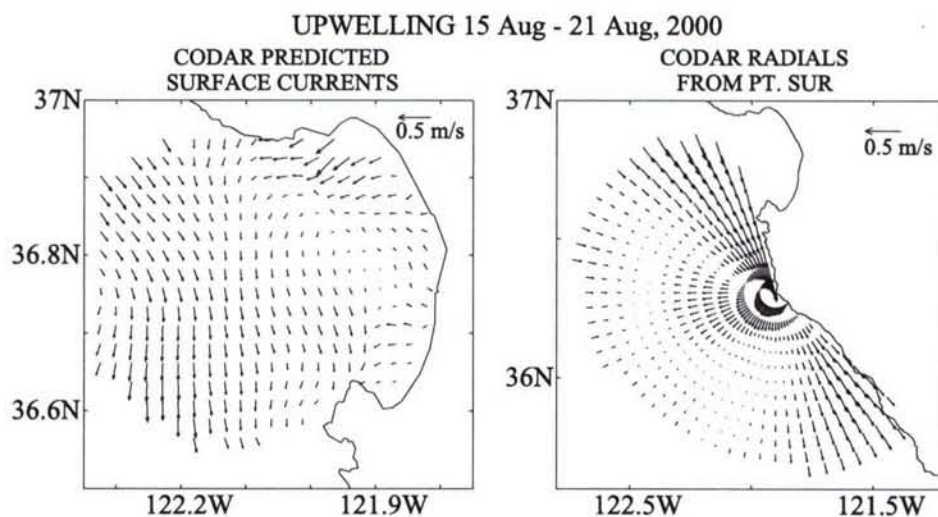 UPWELLING 15 Aug - 21 Aug, 2000
CODAR PREDICTED
SURFACE CURRENTS
37N
0.5 m/s
36.8N
36.6N
122.2W 121.9W
CODAR RADIALS
FROM PT. SUR
37N
0.5 m/s
36N
122.5W 121.5W